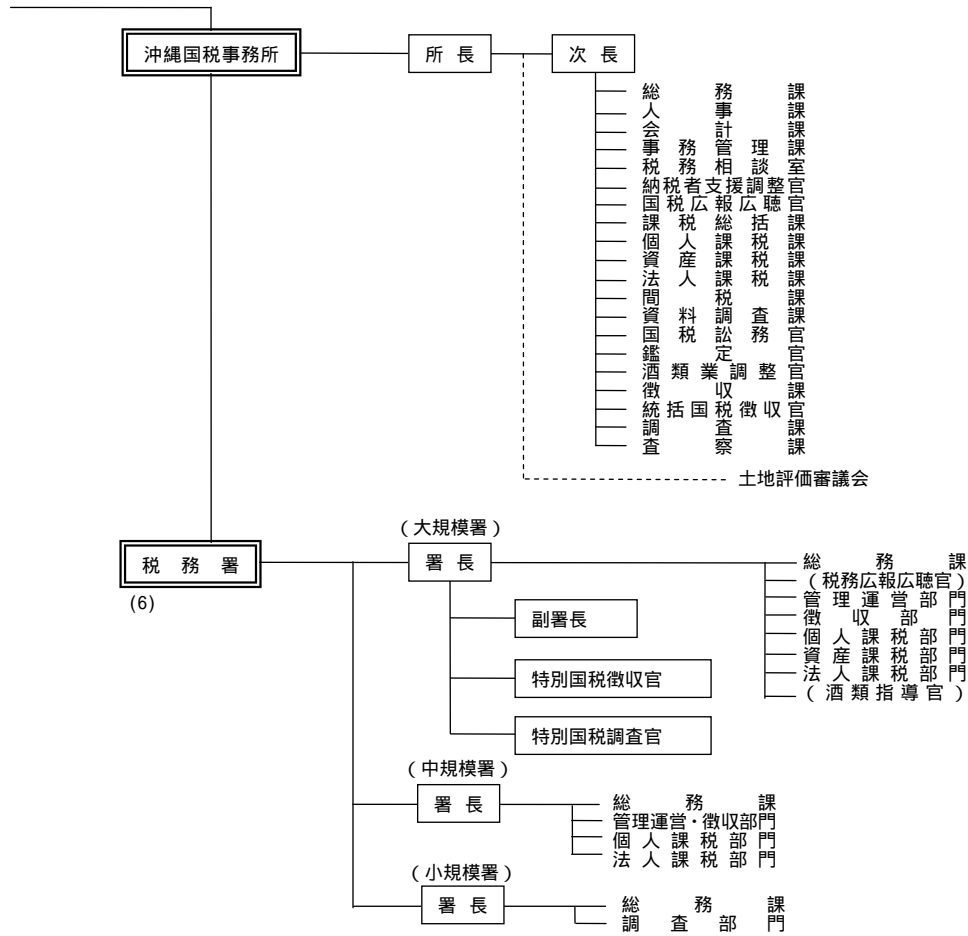 沖縄国税事務所
所長
次長
総務課
人事課
会計課
事務管理課
税務相談室
納税者支援調整官
国税広報広聴官
課税総括課
個人課税課
資産課税課
法人課税課
間税課
資料調査課
国税訟務官
鑑定官
酒類業調整官
徴収課
統括国税徴収官
調査課
査察課
土地評価審議会
税務署
(6)
(大規模署)
署長
副署長
特別国税徴収官
特別国税調査官
総務課
(税務広報広聴官)
管理運営部門
徴収部門
個人課税部門
資産課税部門
法人課税部門
(酒類指導官)
(中規模署)
署長
総務課
管理運営・徴収部門
個人課税部門
法人課税部門
(小規模署)
署長
総務課
調査部門